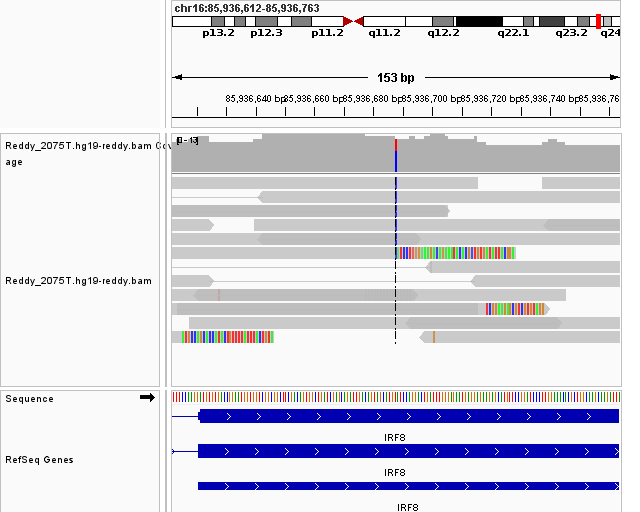 chr16:85,936,612-85,936,763
p13.2 p12.3 p11.2 q11.2 q12.2 q22.1 q23.2 q24
153 bp
85,936,640 bp 85,936,660 bp 85,936,680 bp 85,936,700 bp 85,936,720 bp 85,936,740 bp 85,936,76
Reddy_2075T.hg19-reddy.bam Cov
age
[0 - 43]
Reddy_2075T.hg19-reddy.bam
Sequence
IRF8
RefSeq Genes
IRF8
IRF8